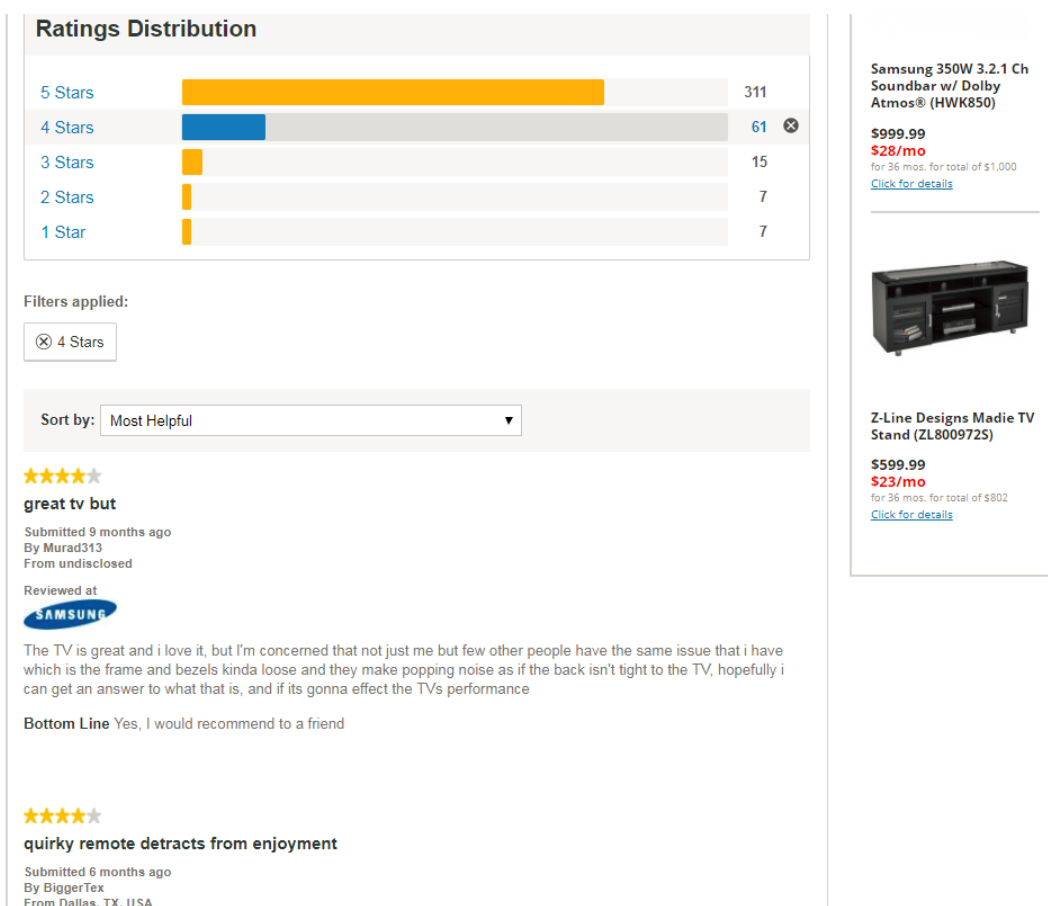 Ratings Distribution
5 Stars 311
4 Stars 61
3 Stars 15
2 Stars 7
1 Star 7
Filters applied:
4 Stars
Sort by: Most Helpful
great tv but
Submitted 9 months ago
By Murad313
From undisclosed
Reviewed at
SAMSUNG
The TV is great and i love it, but I'm concerned that not just me but few other people have the same issue that i have
which is the frame and bezels kinda loose and they make popping noise as if the back isn't tight to the TV, hopefully i
can get an answer to what that is, and if its gonna effect the TVs performance
Bottom Line Yes, I would recommend to a friend
quirky remote detracts from enjoyment
Submitted 6 months ago
By BiggerTex
From Dallas, TX, USA
Samsung 350W 3.2.1 Ch
Soundbar w/ Dolby
Atmos® (HWK850)
$999.99
$28/mo
for 36 mos. for total of $1,000
Click for details
Z-Line Designs Madie TV
Stand (ZL800972S)
$599.99
$23/mo
for 36 mos. for total of $802
Click for details